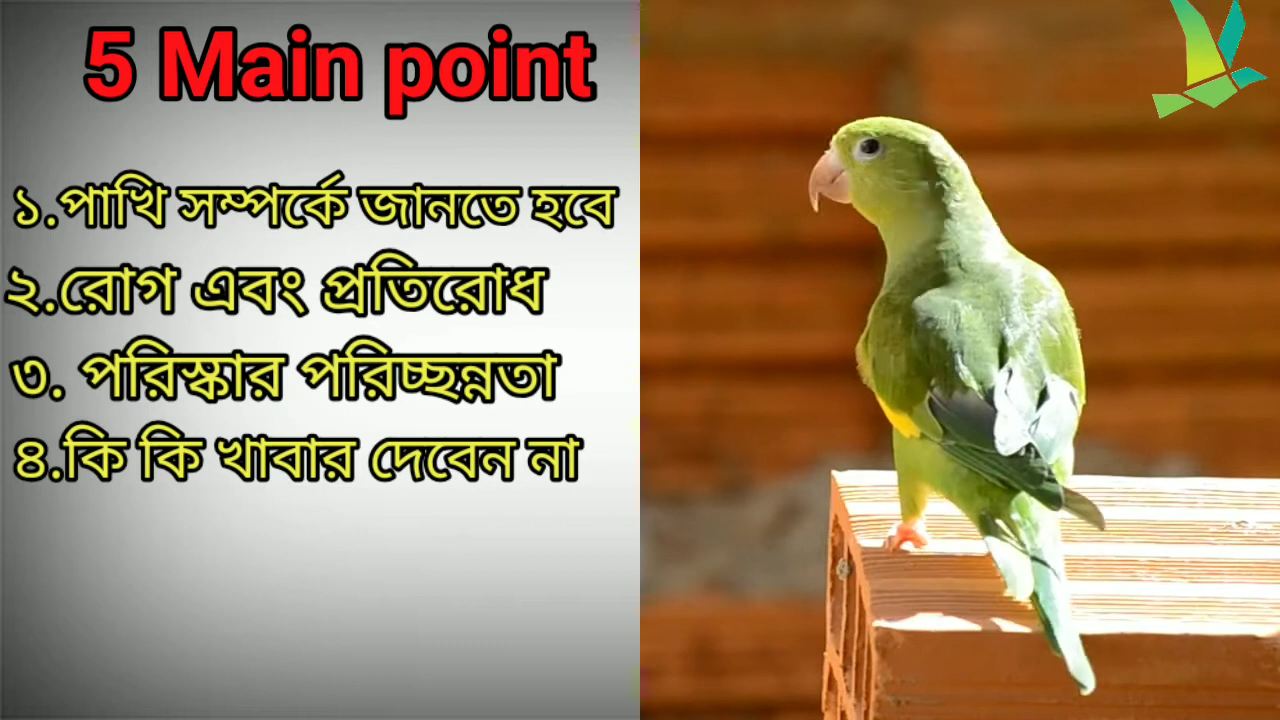 5 Main point
১.পাখি সম্পর্কে জানতে হবে
২.রোগ এবং প্রতিরোধ
৩. পরিস্কার পরিচ্ছন্নতা
৪.কি কি খাবার দেবেন না